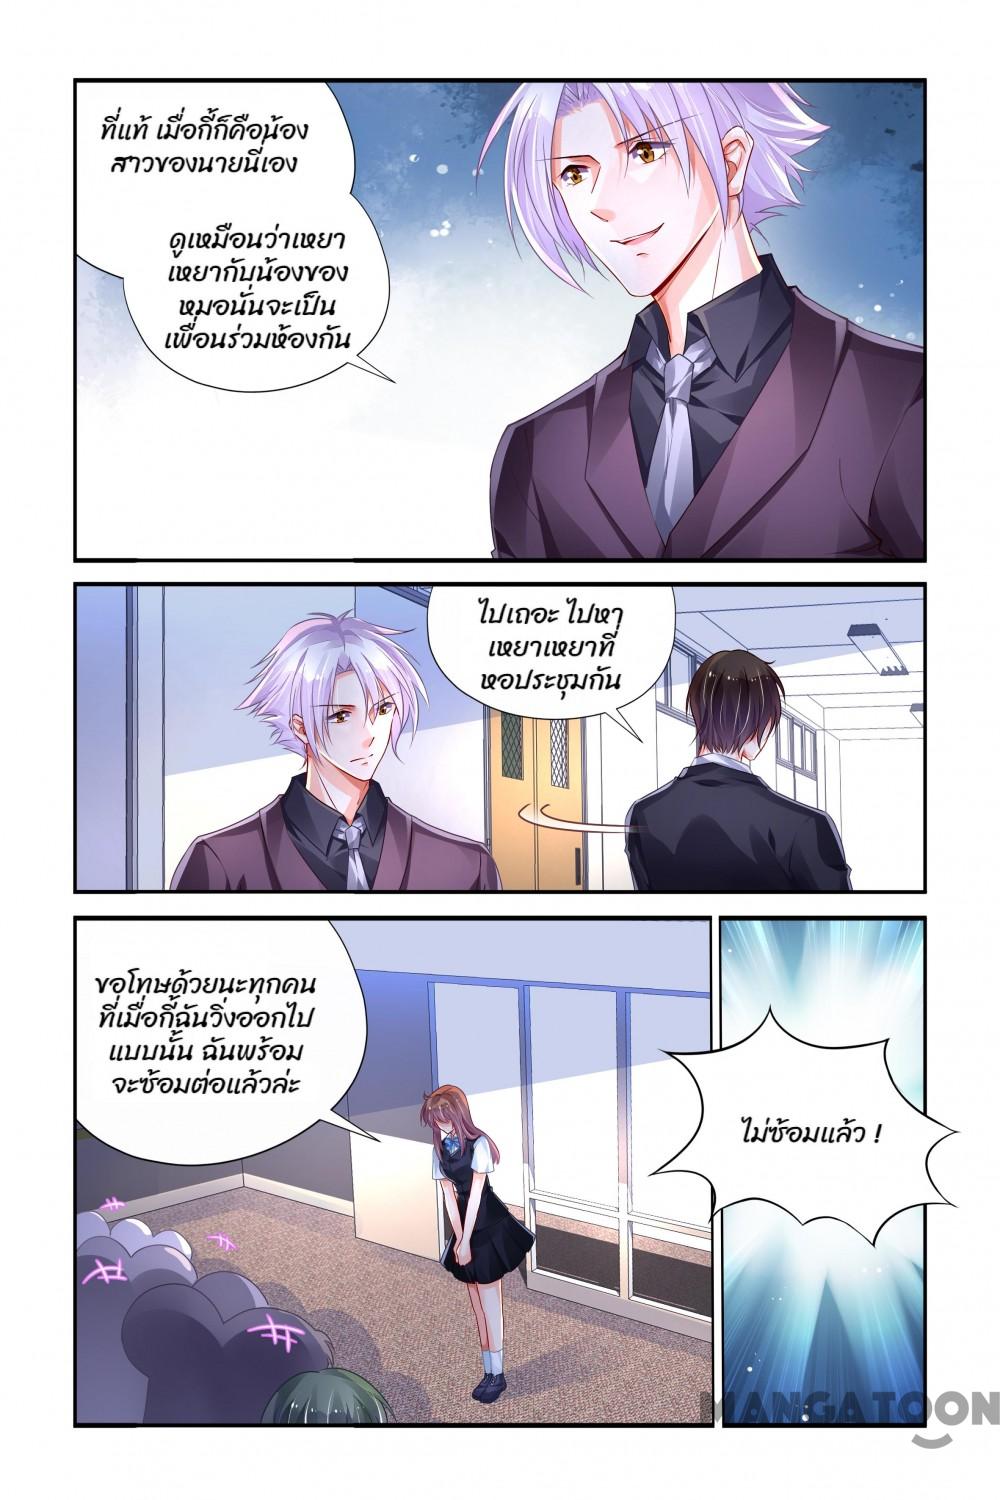 ที่แท้ เมื่อกี้ก็คือน้อง
สาวของนายนี่เอง
ดูเหมือนว่าเหยา
เหยากับน้องของ
หมอนั่นจะเป็น
เพื่อนร่วมห้องกัน
ไปเถอะ ไปหา
เหยาเหยาที่
หอประชุมกัน
ขอโทษด้วยนะทุกคน
ที่เมื่อกี้ฉันวิ่งออกไป
แบบนั้น ฉันพร้อม
จะซ้อมต่อแล้วล่ะ
ไม่ซ้อมแล้ว !
MANGATOON